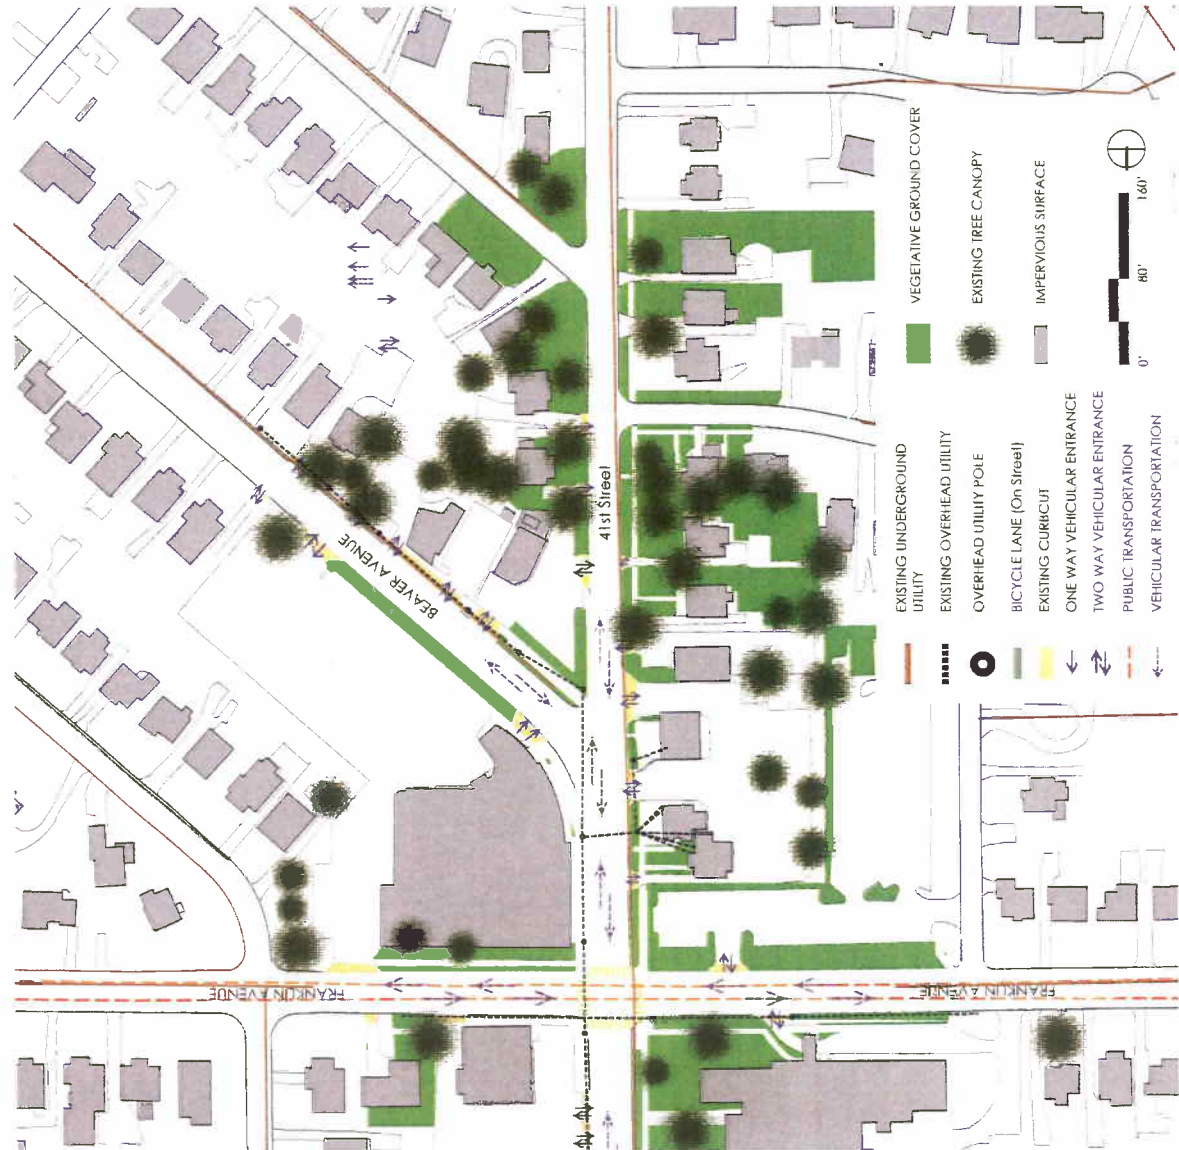 BEAVER AVENUE
41st Street
FRANKLIN AVENUE
FRANKLIN AVENUE
VEGETATIVE GROUND COVER
EXISTING TREE CANOPY
IMPERVIOUS SURFACE
0' 80' 160'
EXISTING UNDERGROUND
UTILITY
EXISTING OVERHEAD UTILITY
OVERHEAD UTILITY POLE
BICYCLE LANE (On Street)
EXISTING CURBCUT
ONE WAY VEHICULAR ENTRANCE
TWO WAY VEHICULAR ENTRANCE
PUBLIC TRANSPORTATION
VEHICULAR TRANSPORTATION